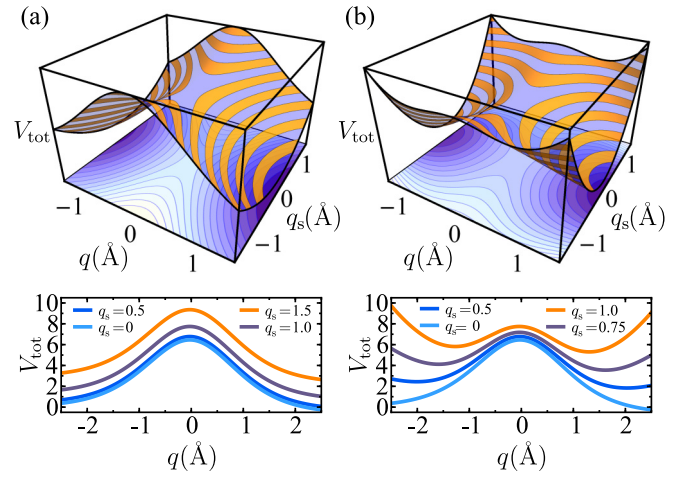 (a)
(b)
V_tot
−1
0
1
q(Å)
−1
0
1
q_s(Å)
V_tot
−1
0
1
q(Å)
−1
0
1
q_s(Å)
V_tot
10
8
6
4
2
0
q_s=0.5
q_s=0
q_s=1.5
q_s=1.0
-2
-1
0
1
2
q(Å)
V_tot
10
8
6
4
2
0
q_s=0.5
q_s=0
q_s=1.0
q_s=0.75
-2
-1
0
1
2
q(Å)